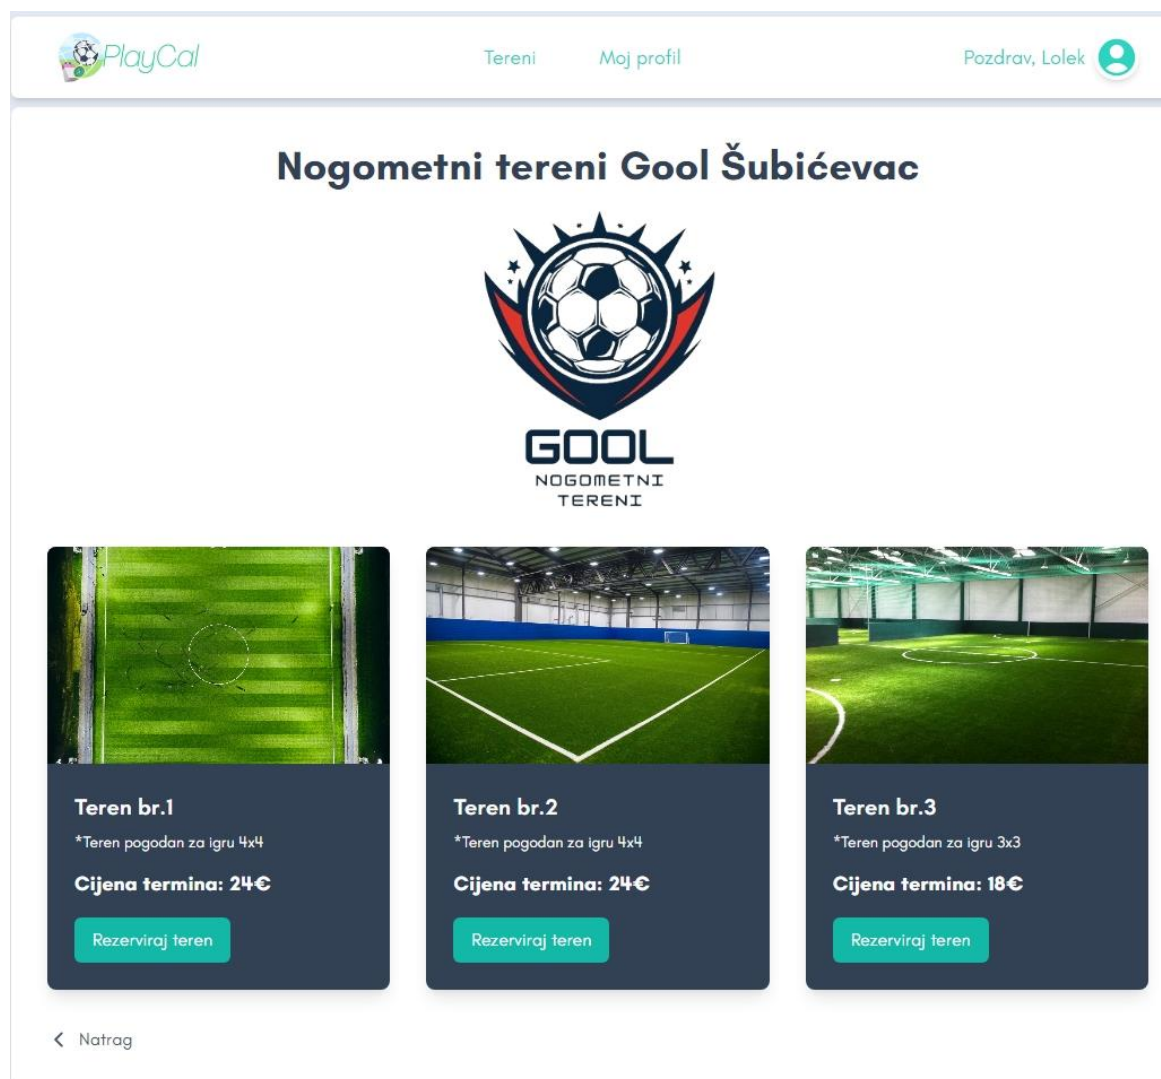 PlayCal
Tereni
Moj profil
Pozdrav, Lolek
Nogometni tereni Gool Šubićevac
GOOL
NOGOMETNI
TERENI
Teren br.1
*Teren pogodan za igru 4x4
Cijena termina: 24€
Rezerviraj teren
Teren br.2
*Teren pogodan za igru 4x4
Cijena termina: 24€
Rezerviraj teren
Teren br.3
*Teren pogodan za igru 3x3
Cijena termina: 18€
Rezerviraj teren
Natrag